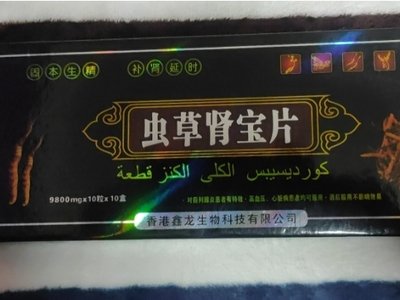 固本生精 补肾延时
虫草肾宝片
كورديسيبس الكلى الكنز قطعة
9800mgx10粒x10盒
香港鑫龙生物科技有限公司